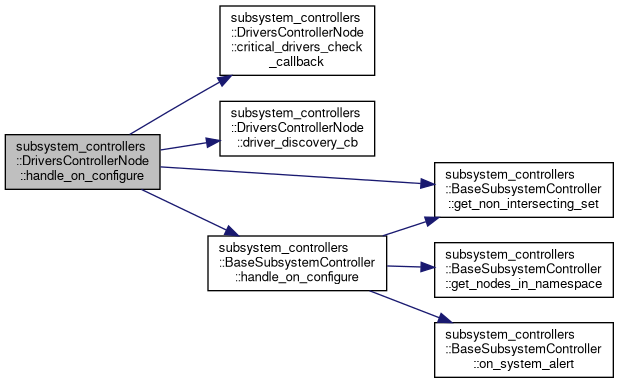 subsystem_controllers
::DriversControllerNode
::critical_drivers_check
_callback
subsystem_controllers
::DriversControllerNode
::driver_discovery_cb
subsystem_controllers
::DriversControllerNode
::handle_on_configure
subsystem_controllers
::BaseSubsystemController
::get_non_intersecting_set
subsystem_controllers
::BaseSubsystemController
::handle_on_configure
subsystem_controllers
::BaseSubsystemController
::get_nodes_in_namespace
subsystem_controllers
::BaseSubsystemController
::on_system_alert